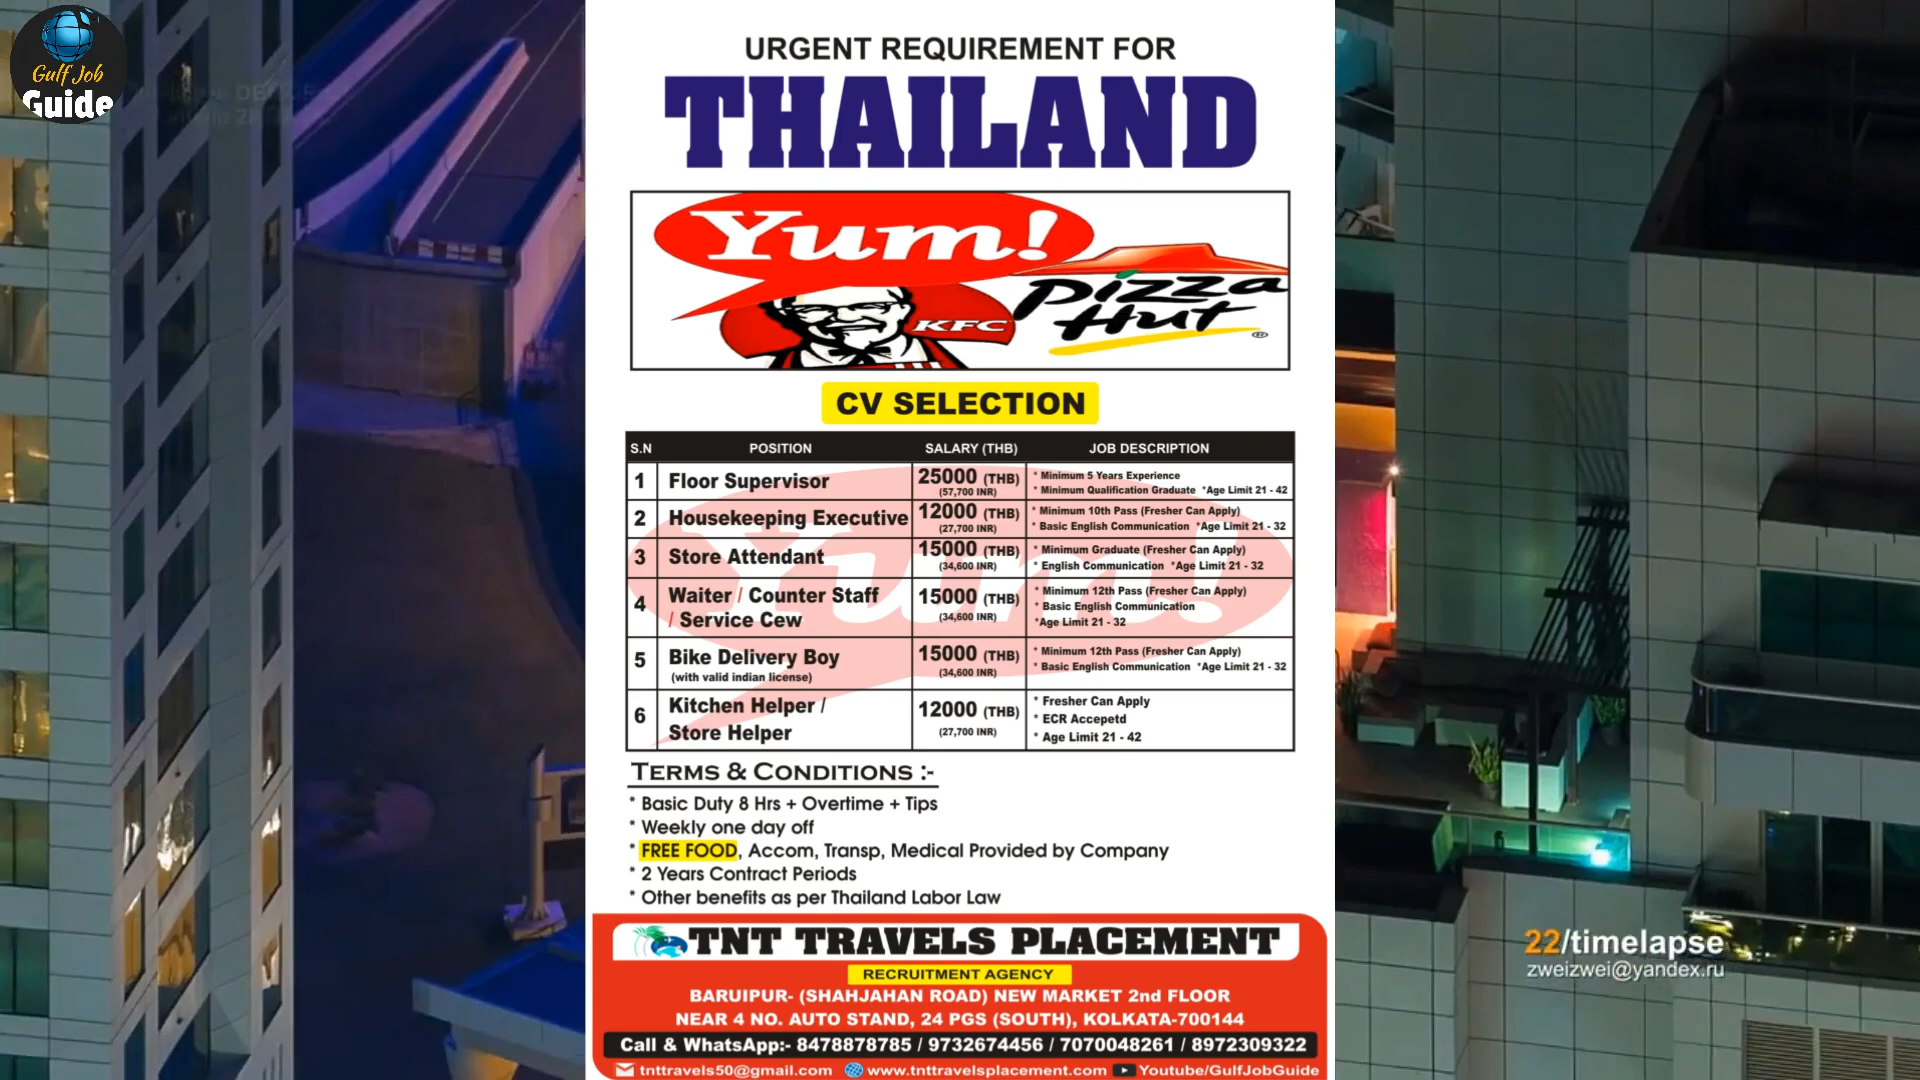 Gulf Job
Guide
URGENT REQUIREMENT FOR
THAILAND
Yum!
KFC
Pizza
Hut ®
CV SELECTION
S.N POSITION SALARY (THB) JOB DESCRIPTION
1 Floor Supervisor 25000 (THB) (57,700 INR) * Minimum 5 Years Experience
* Minimum Qualification Graduate *Age Limit 21 - 42
2 Housekeeping Executive 12000 (THB) (27,700 INR) * Minimum 10th Pass (Fresher Can Apply)
* Basic English Communication *Age Limit 21 - 32
3 Store Attendant 15000 (THB) (34,600 INR) * Minimum Graduate (Fresher Can Apply)
* English Communication *Age Limit 21 - 32
4 Waiter / Counter Staff
/ Service Cew 15000 (THB) (34,600 INR) * Minimum 12th Pass (Fresher Can Apply)
* Basic English Communication
*Age Limit 21 - 32
5 Bike Delivery Boy
(with valid indian license) 15000 (THB) (34,600 INR) * Minimum 12th Pass (Fresher Can Apply)
* Basic English Communication *Age Limit 21 - 32
6 Kitchen Helper /
Store Helper 12000 (THB) (27,700 INR) * Fresher Can Apply
* ECR Accepetd
* Age Limit 21 - 42
Yum!
TERMS & CONDITIONS :-
* Basic Duty 8 Hrs + Overtime + Tips
* Weekly one day off
* FREE FOOD, Accom, Transp, Medical Provided by Company
* 2 Years Contract Periods
* Other benefits as per Thailand Labor Law
TNT TRAVELS PLACEMENT
RECRUITMENT AGENCY
BARUIPUR- (SHAHJAHAN ROAD) NEW MARKET 2nd FLOOR
NEAR 4 NO. AUTO STAND, 24 PGS (SOUTH), KOLKATA-700144
Call & WhatsApp:- 8478878785 / 9732674456 / 7070048261 / 8972309322
tnttravels50@gmail.com www.tnttravelsplacement.com Youtube/GulfJobGuide
22/timelapse
zweizwei@yandex.ru